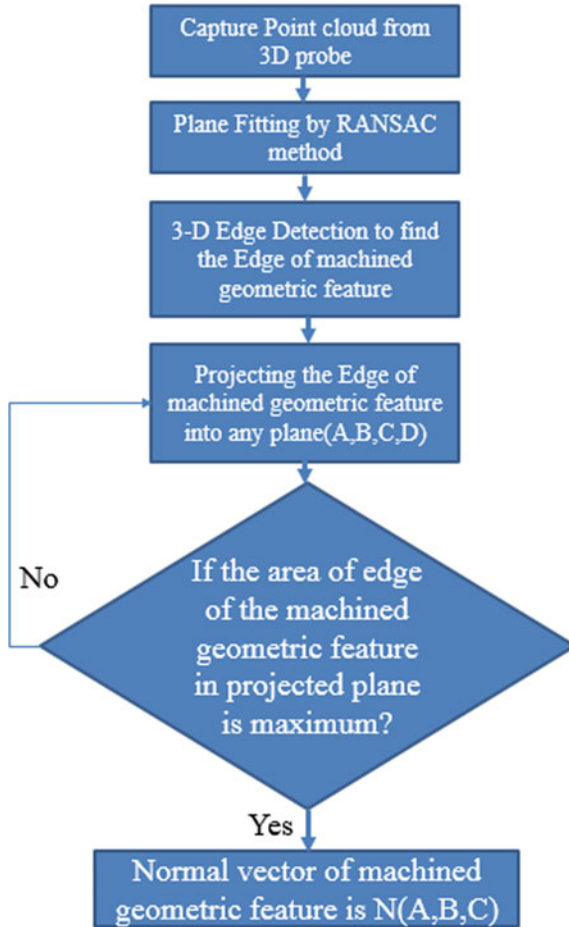 Capture Point cloud from
3D probe
Plane Fitting by RANSAC
method
3-D Edge Detection to find
the Edge of machined
geometric feature
Projecting the Edge of
machined geometric feature
into any plane(A,B,C,D)
No
If the area of edge
of the machined
geometric feature
in projected plane
is maximum?
Yes
Normal vector of machined
geometric feature is N(A,B,C)